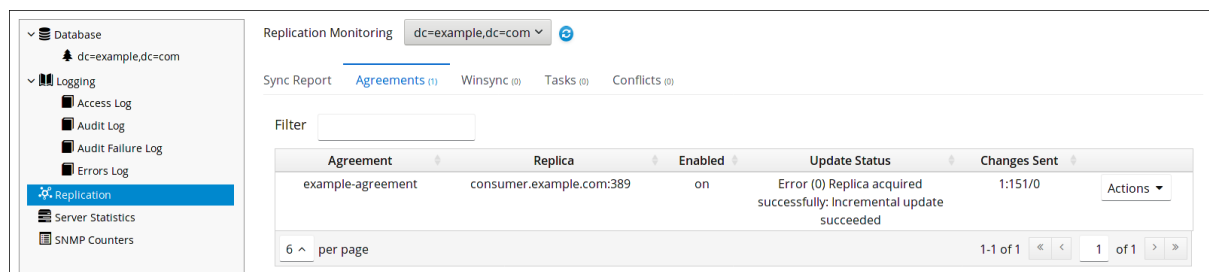 Database
dc=example,dc=com
Logging
Access Log
Audit Log
Audit Failure Log
Errors Log
Replication
Server Statistics
SNMP Counters
Replication Monitoring dc=example,dc=com
Sync Report Agreements (1) Winsync (0) Tasks (0) Conflicts (0)
Filter
Agreement Replica Enabled Update Status Changes Sent
example-agreement consumer.example.com:389 on Error (0) Replica acquired 1:151/0 Actions
successfully: Incremental update
succeeded
6 per page 1-1 of 1 « < 1 of 1 > »